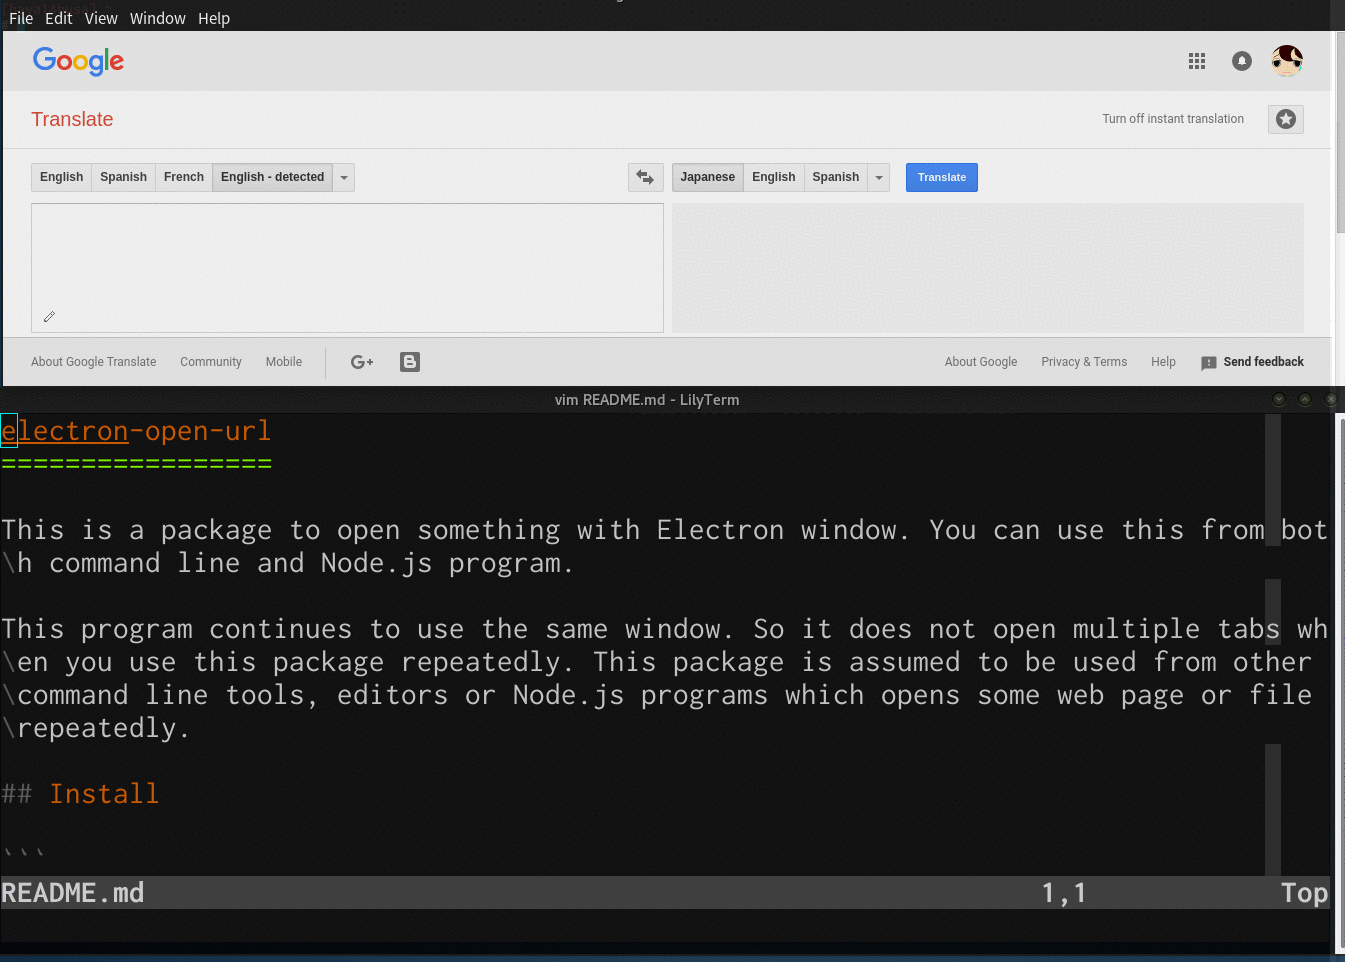 File Edit View Window Help
Google
Translate
Turn off instant translation
English Spanish French English - detected
Japanese English Spanish Translate
About Google Translate Community Mobile G+ B
About Google Privacy & Terms Help Send feedback
vim README.md - LilyTerm
electron-open-url
=================
This is a package to open something with Electron window. You can use this from bot
\h command line and Node.js program.
This program continues to use the same window. So it does not open multiple tabs wh
\en you use this package repeatedly. This package is assumed to be used from other
\command line tools, editors or Node.js programs which opens some web page or file
\repeatedly.
## Install
```
README.md 1,1 Top